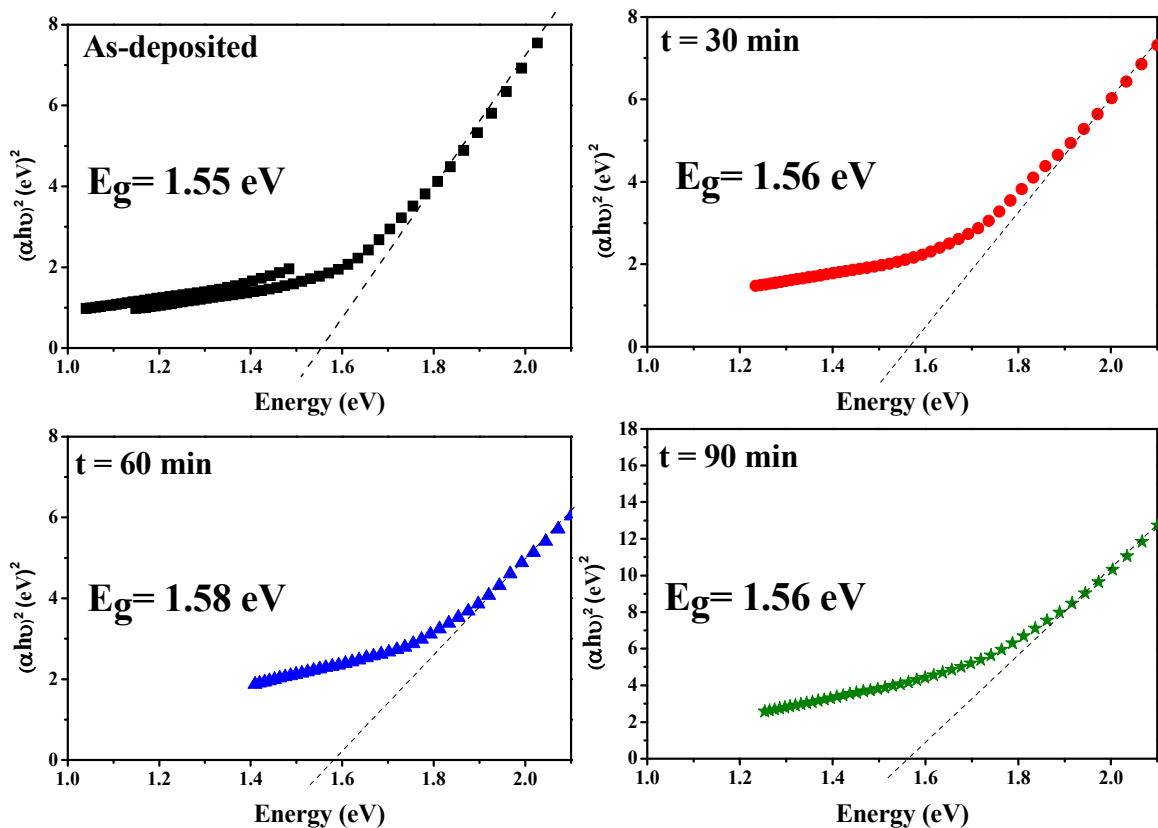 As-deposited
E_g= 1.55 eV
(αhυ)² (eV)²
8
6
4
2
0
1.0 1.2 1.4 1.6 1.8 2.0
Energy (eV)
t = 30 min
E_g= 1.56 eV
(αhυ)² (eV)²
8
6
4
2
0
1.0 1.2 1.4 1.6 1.8 2.0
Energy (eV)
t = 60 min
E_g= 1.58 eV
(αhυ)² (eV)²
8
6
4
2
0
1.0 1.2 1.4 1.6 1.8 2.0
Energy (eV)
t = 90 min
E_g= 1.56 eV
(αhυ)² (eV)²
18
16
14
12
10
8
6
4
2
0
1.0 1.2 1.4 1.6 1.8 2.0
Energy (eV)